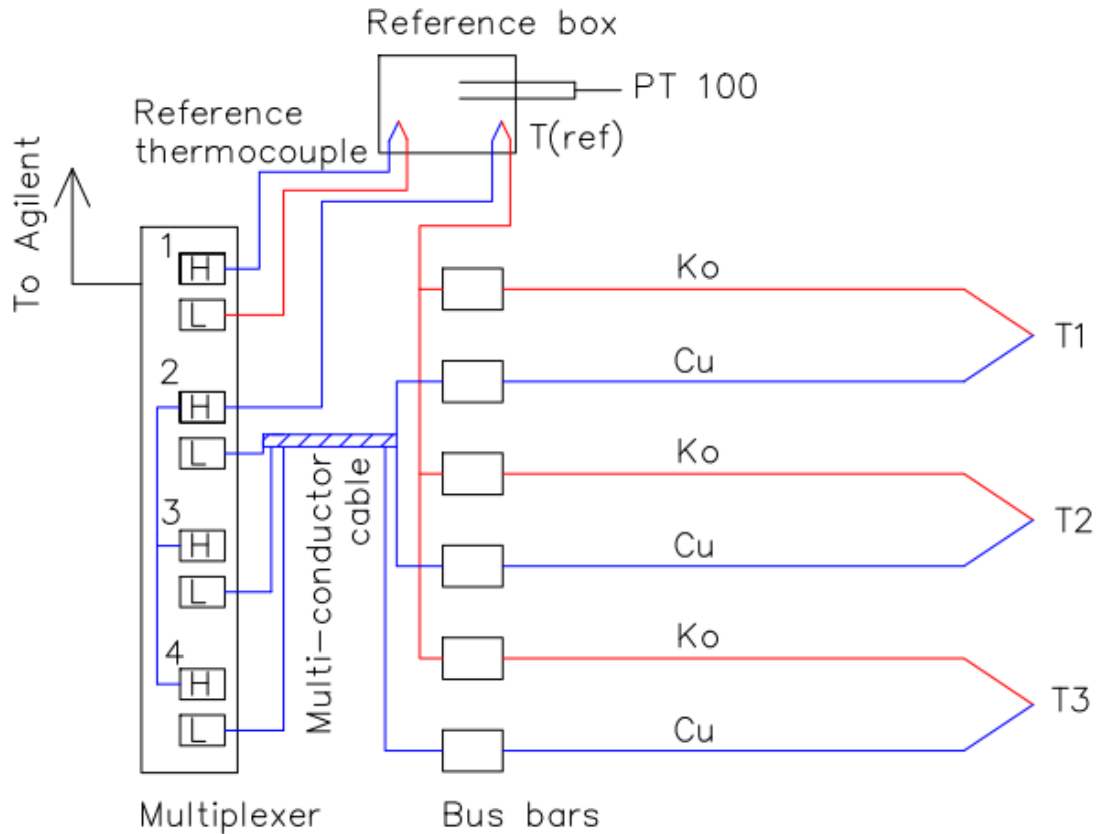 Reference box
PT 100
Reference
thermocouple
T(ref)
To Agilent
1
H
L
2
H
L
3
H
L
4
H
L
Multi-conductor
cable
Ko
Cu
T1
Ko
Cu
T2
Ko
Cu
T3
Multiplexer
Bus bars